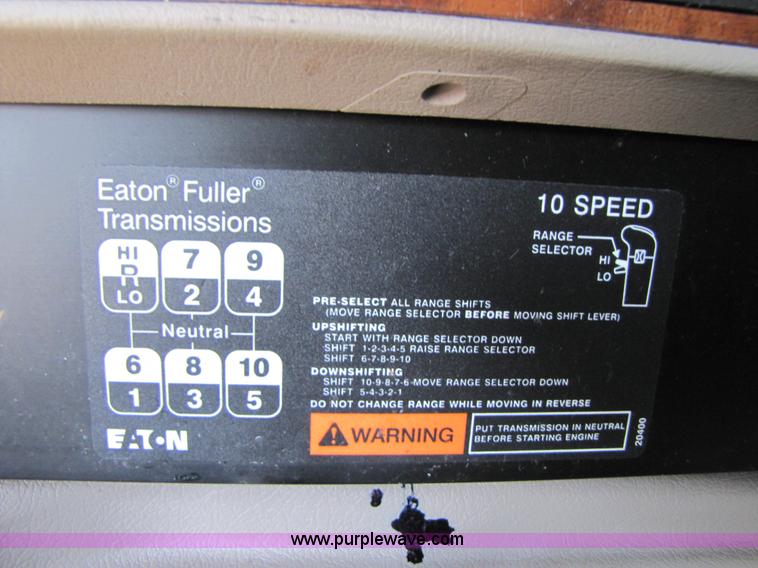 Eaton® Fuller®
Transmissions
10 SPEED
RANGE
SELECTOR
HI
LO
HI
R
LO
7
2
9
4
Neutral
6
1
8
3
10
5
PRE-SELECT ALL RANGE SHIFTS
(MOVE RANGE SELECTOR BEFORE MOVING SHIFT LEVER)
UPSHIFTING
START WITH RANGE SELECTOR DOWN
SHIFT 1-2-3-4-5 RAISE RANGE SELECTOR
SHIFT 6-7-8-9-10
DOWNSHIFTING
SHIFT 10-9-8-7-6-MOVE RANGE SELECTOR DOWN
SHIFT 5-4-3-2-1
DO NOT CHANGE RANGE WHILE MOVING IN REVERSE
EATON
WARNING
PUT TRANSMISSION IN NEUTRAL
BEFORE STARTING ENGINE
20400
www.purplewave.com